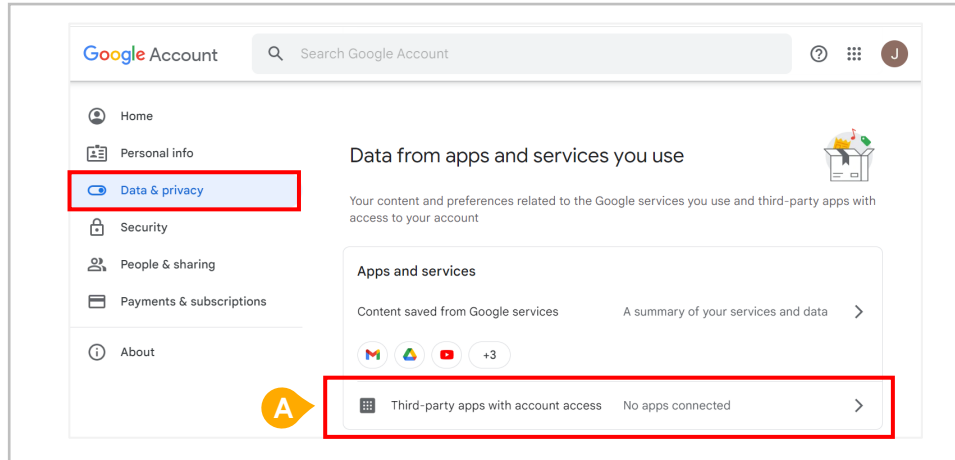 Google Account
Search Google Account
J
Home
Personal info
Data & privacy
Security
People & sharing
Payments & subscriptions
About
Data from apps and services you use
Your content and preferences related to the Google services you use and third-party apps with
access to your account
Apps and services
Content saved from Google services A summary of your services and data
+3
A
Third-party apps with account access No apps connected